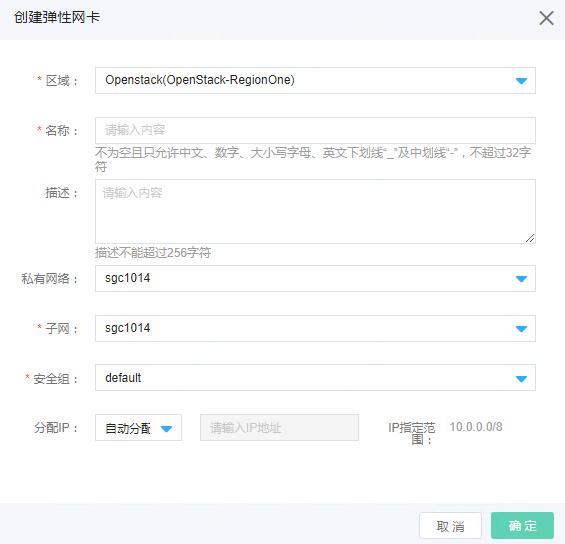 创建弹性网卡
* 区域： Openstack(OpenStack-RegionOne)
* 名称： 请输入内容
不为空且只允许中文、数字、大小写字母、英文下划线“_”及中划线“-”，不超过32字
符
描述： 请输入内容
描述不能超过256字符
私有网络： sgc1014
* 子网： sgc1014
* 安全组： default
分配IP： 自动分配 请输入IP地址 IP指定范 10.0.0.0/8
围：
取 消 确 定